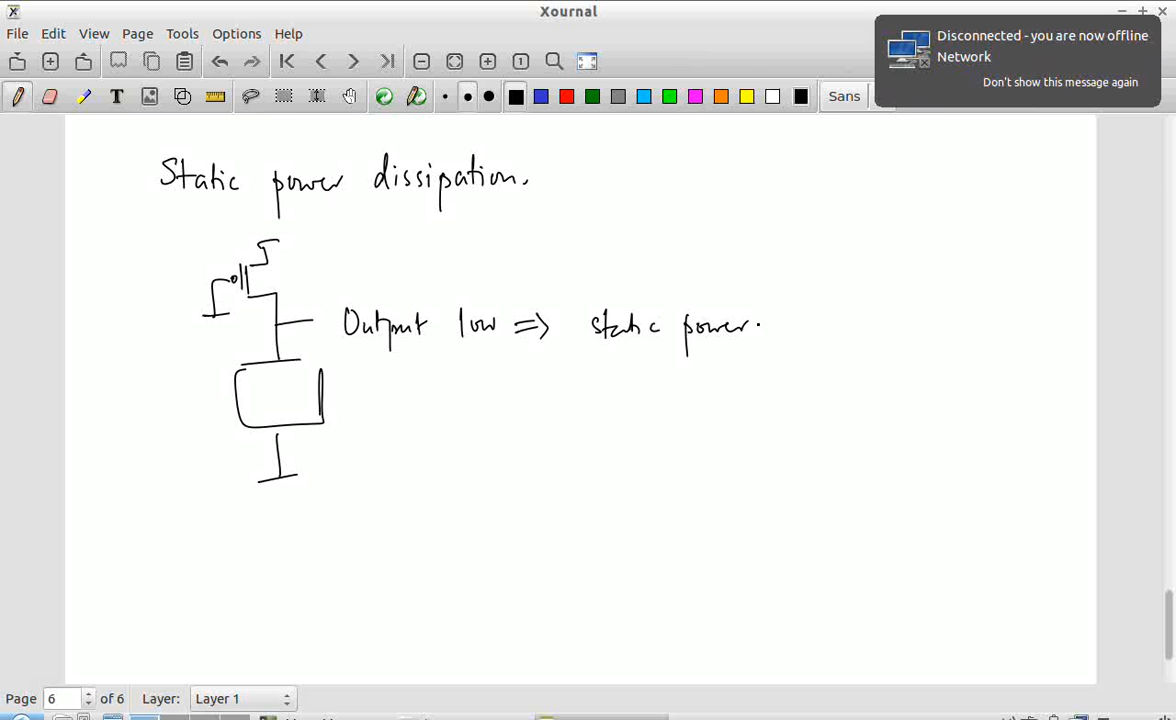 Xournal
File Edit View Page Tools Options Help
Disconnected - you are now offline
Network
Don't show this message again
Sans
Static power dissipation.
Output low => static power.
Page 6 of 6 Layer: Layer 1